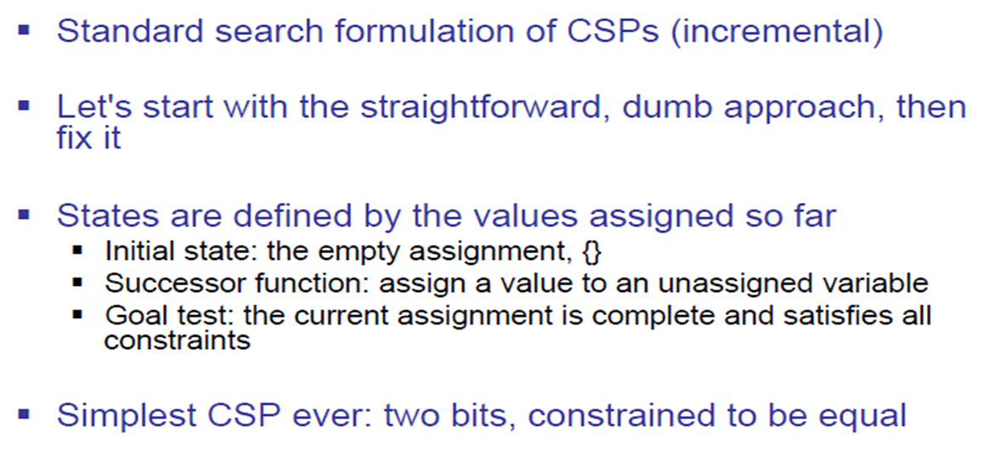 ▪ Standard search formulation of CSPs (incremental)
▪ Let's start with the straightforward, dumb approach, then
fix it
▪ States are defined by the values assigned so far
▪ Initial state: the empty assignment, {}
▪ Successor function: assign a value to an unassigned variable
▪ Goal test: the current assignment is complete and satisfies all
constraints
▪ Simplest CSP ever: two bits, constrained to be equal